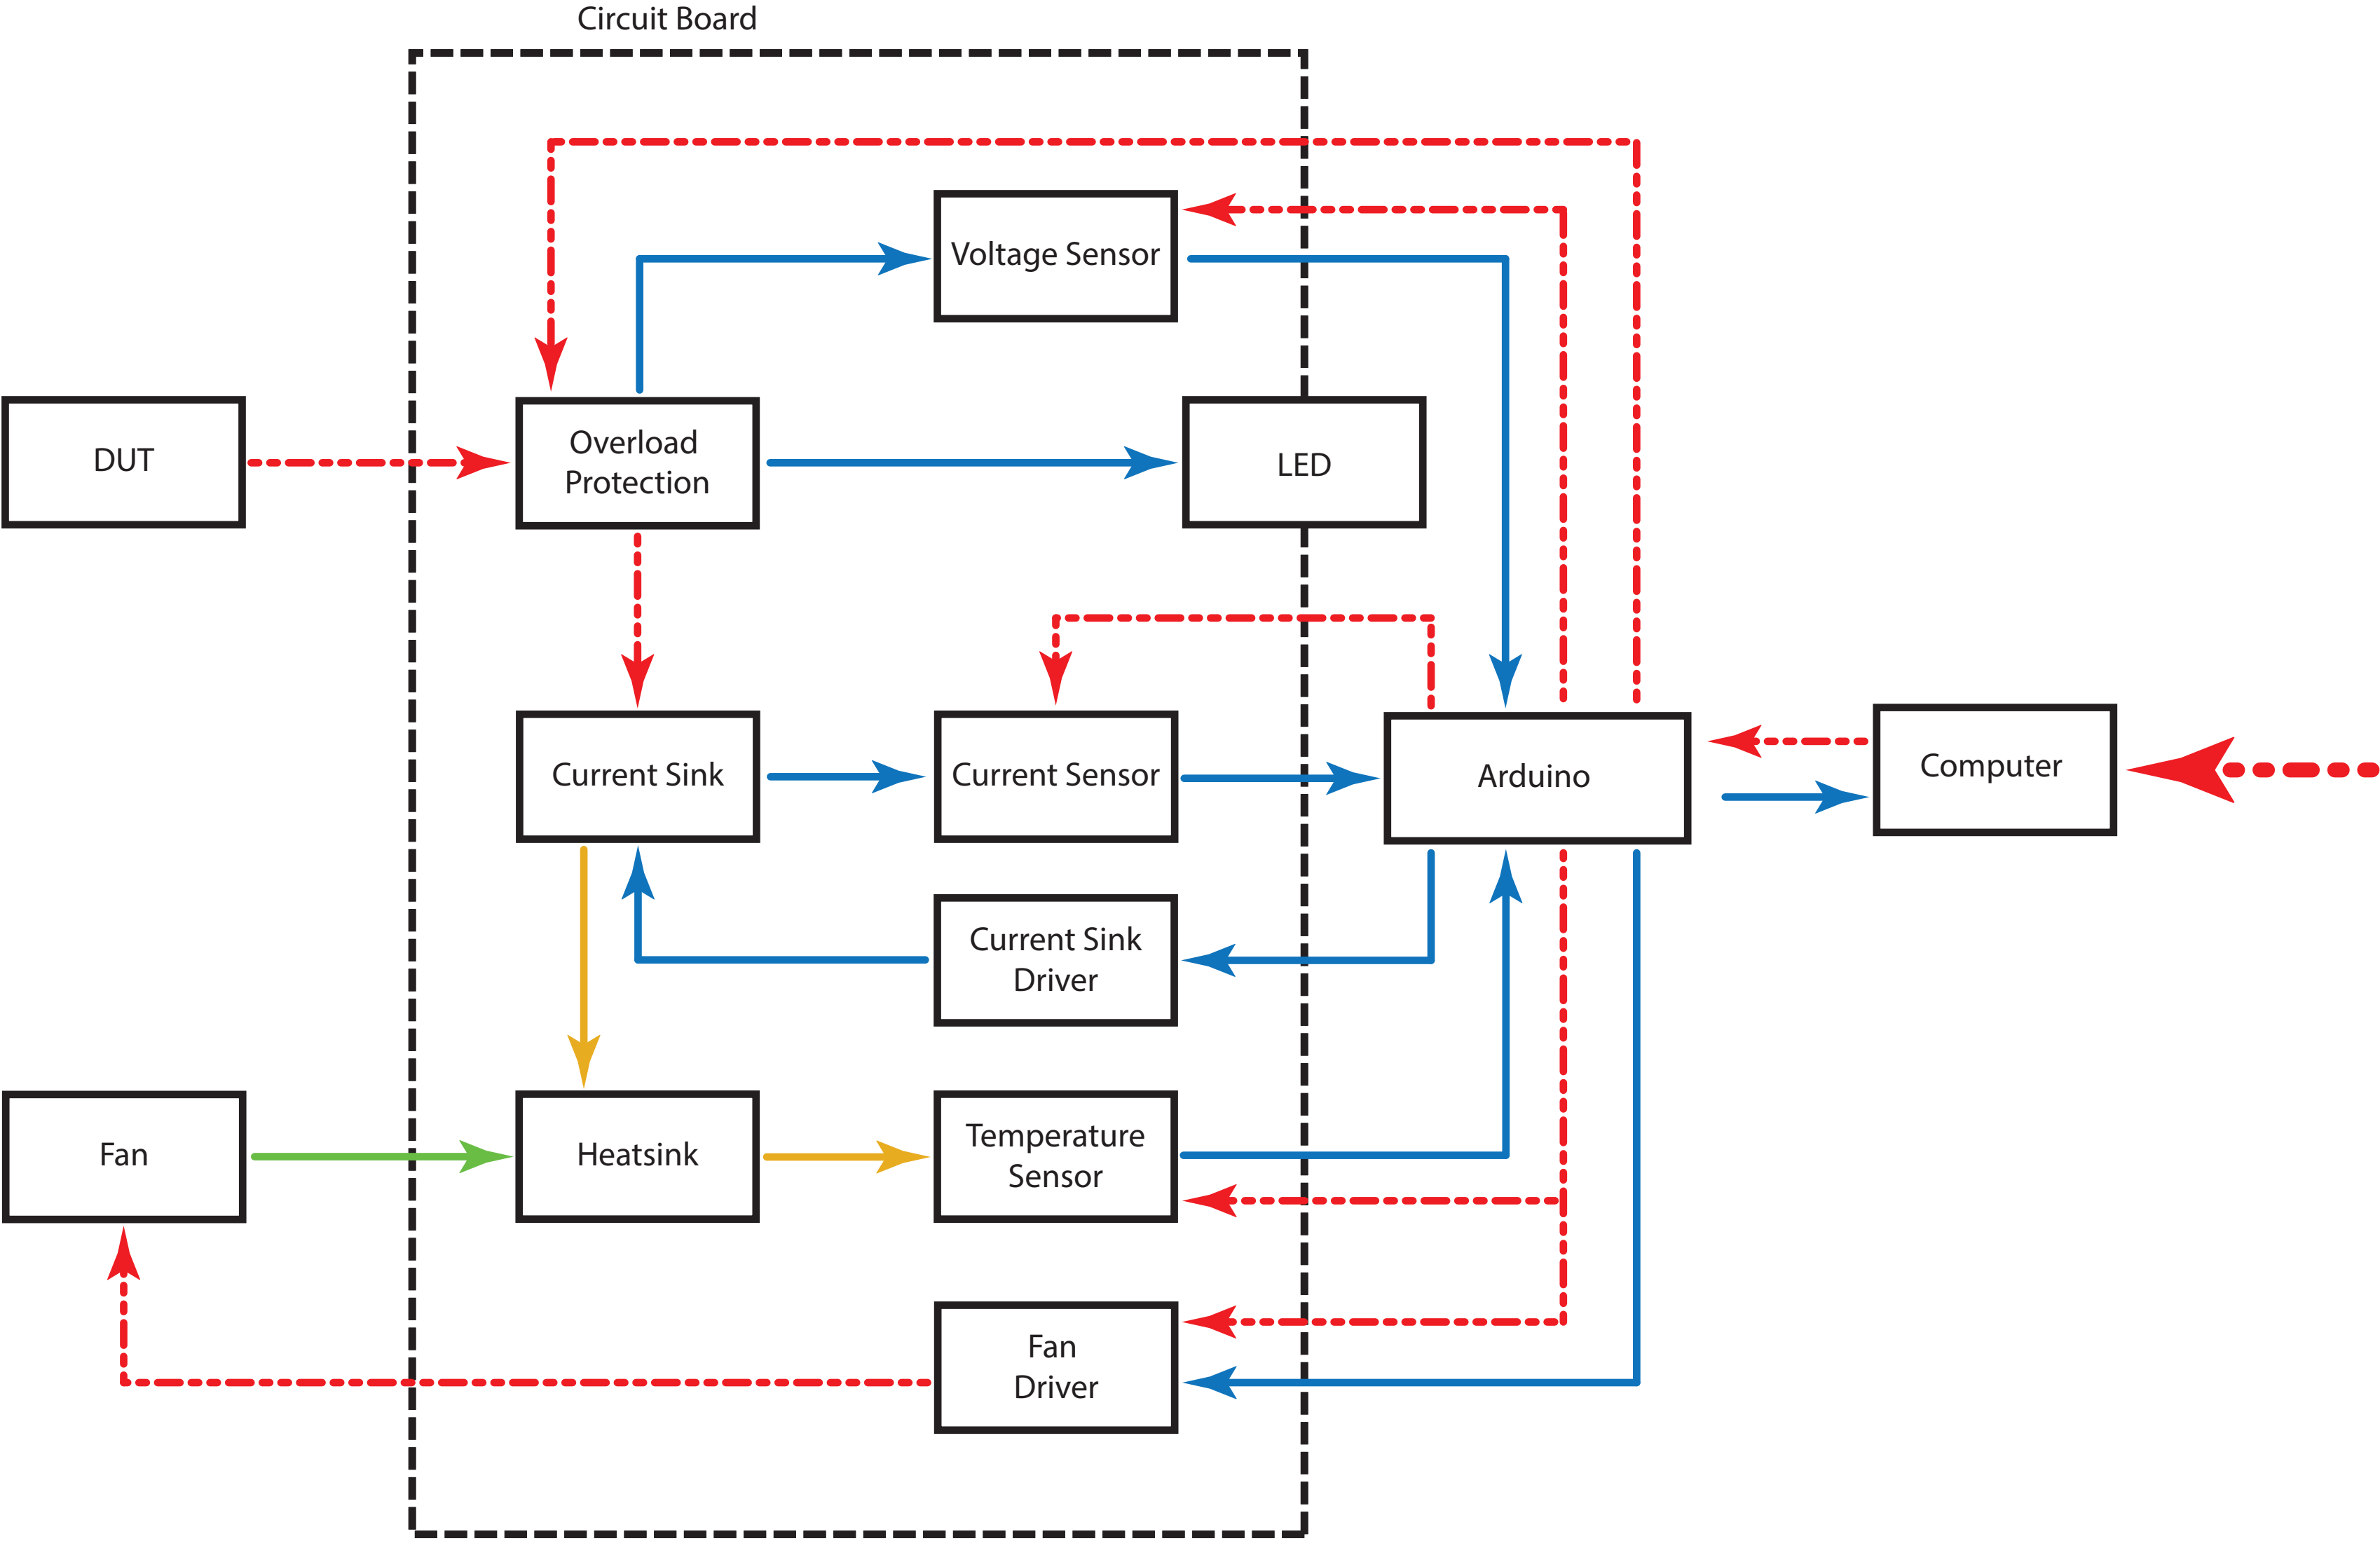 Circuit Board
Voltage Sensor
DUT
Overload
Protection
LED
Current Sink
Current Sensor
Arduino
Computer
Current Sink
Driver
Fan
Heatsink
Temperature
Sensor
Fan
Driver